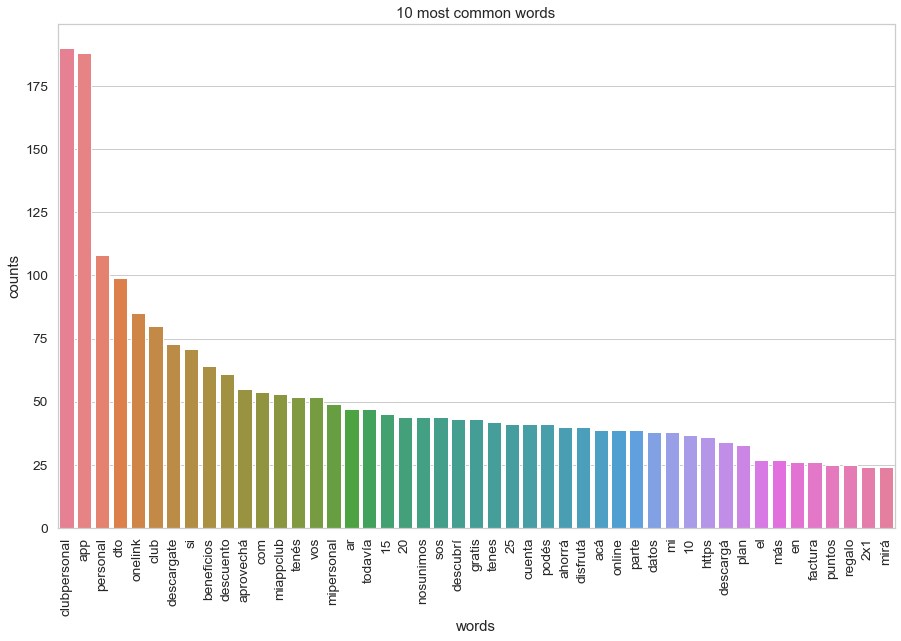 10 most common words
counts
175
150
125
100
75
50
25
0
clubpersonal
app
personal
dto
onelink
club
descargate
si
beneficios
descuento
aprovechá
com
miappclub
tenés
vos
mipersonal
ar
todavía
15
20
nosunimos
sos
descubrí
gratis
tenes
25
cuenta
podés
ahorrá
disfrutá
acá
online
parte
datos
mi
10
https
descargá
plan
el
más
en
factura
puntos
regalo
2x1
mirá
words